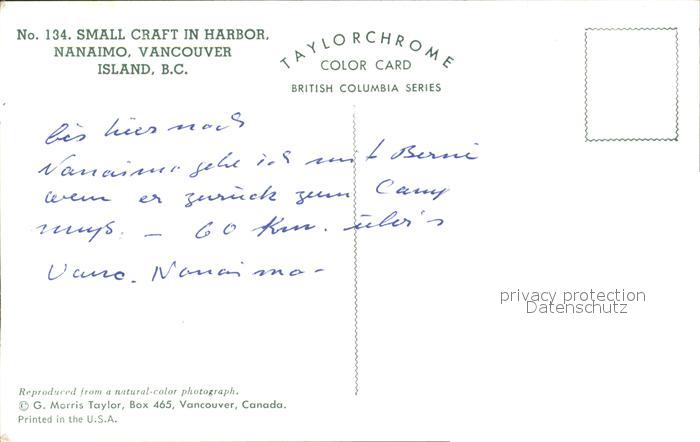 No. 134. SMALL CRAFT IN HARBOR,
NANAIMO, VANCOUVER
ISLAND, B.C.
TAYLORCHROME
COLOR CARD
BRITISH COLUMBIA SERIES
bis hier nach
Nanaimo gehe ich mit Berni
wenn er zurück zum Camp
muß. – 60 Km. über's
Vanc. Nanaimo –
privacy protection
Datenschutz
Reproduced from a natural-color photograph.
© G. Morris Taylor, Box 465, Vancouver, Canada.
Printed in the U.S.A.